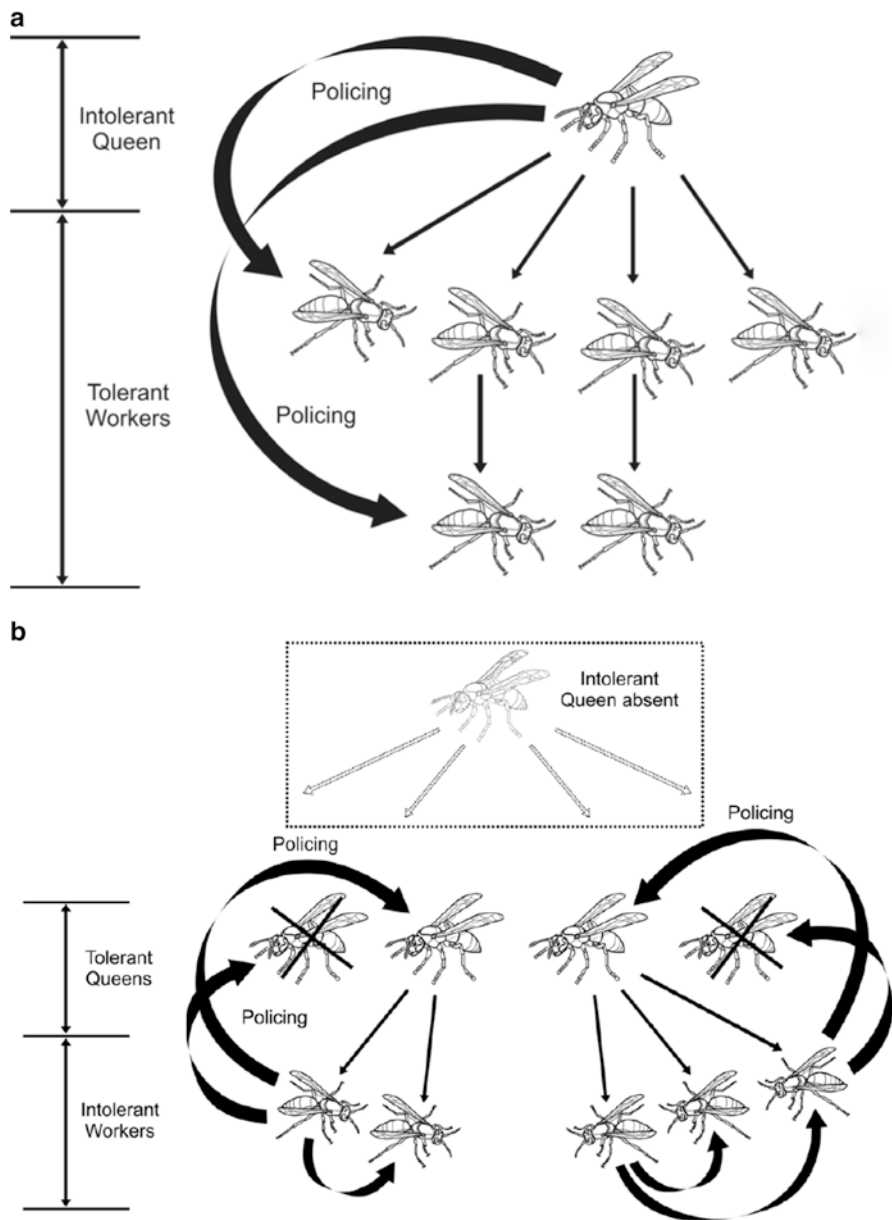 a
Policing
Intolerant
Queen
Tolerant
Workers
Policing
b
Intolerant
Queen absent
Policing
Policing
Tolerant
Queens
Policing
Intolerant
Workers